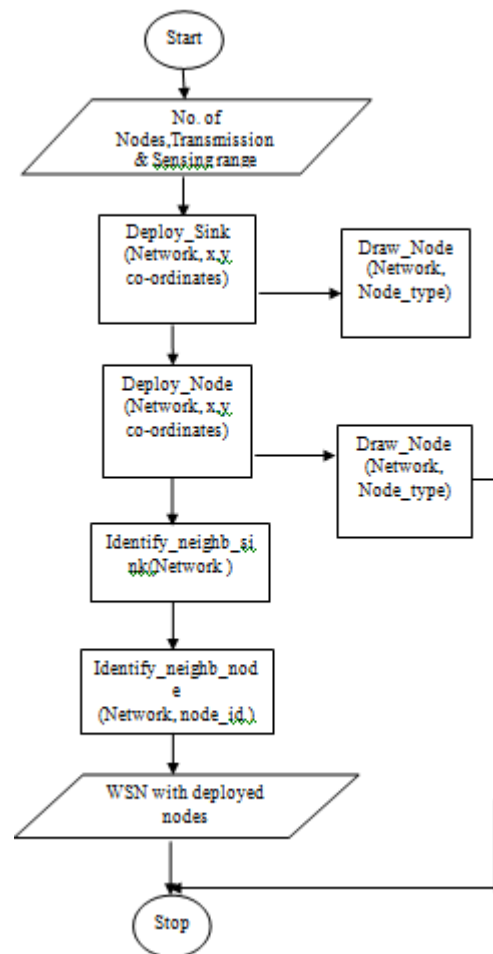 Start
No. of
Nodes,Transmission
& Sensing range
Deploy_Sink
(Network, x,y
co-ordinates)
Draw_Node
(Network,
Node_type)
Deploy_Node
(Network, x,y
co-ordinates)
Draw_Node
(Network,
Node_type)
Identify_neighb_si
nk(Network )
Identify_neighb_nod
e
(Network, node_id )
WSN with deployed
nodes
Stop